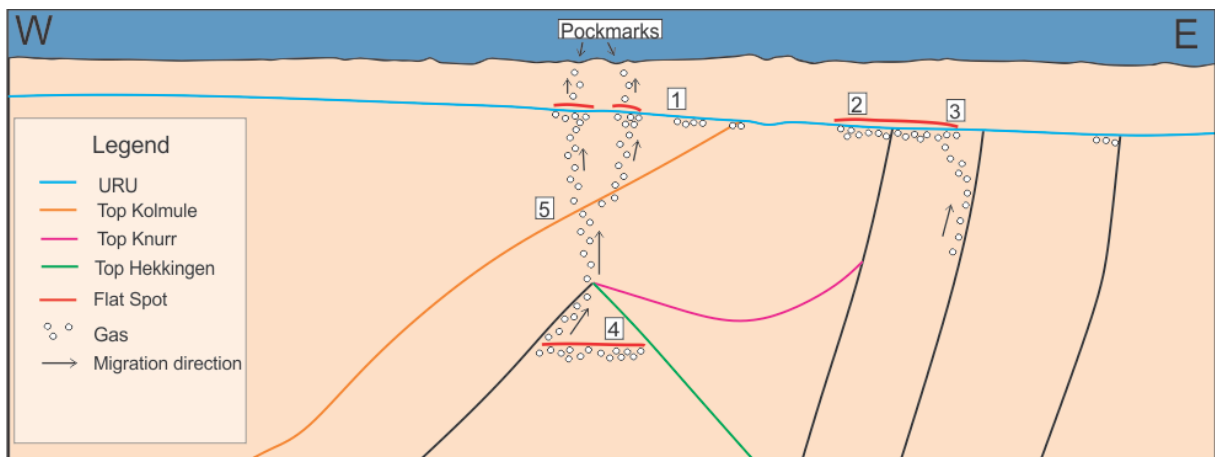 W
Pockmarks
E
1
2
3
Legend
URU
Top Kolmule
5
Top Knurr
Top Hekkingen
Flat Spot
4
Gas
Migration direction